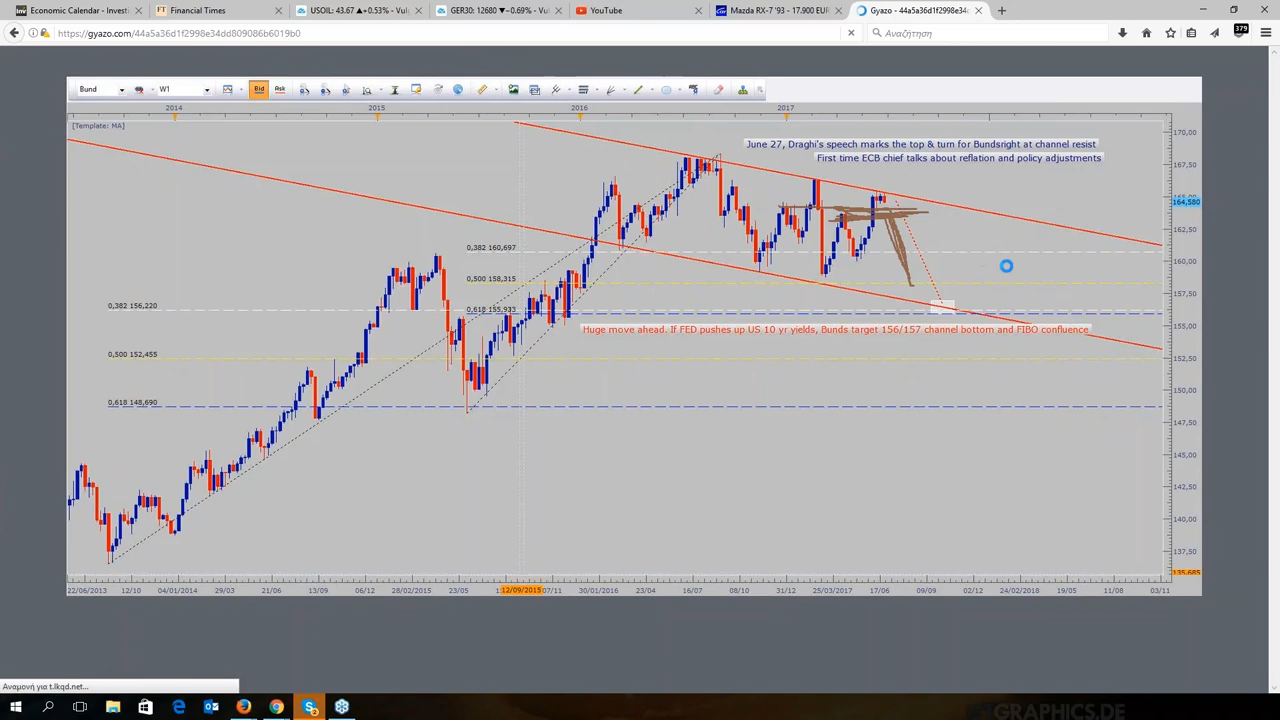 Economic Calendar - Investi
Financial Times
USOIL: 43.67 ▲+0.53% - Vulg
GER30: 12680 ▼−0.69% - Vul
YouTube
Mazda RX-7 '93 - 17.900 EUR
Gyazo - 44a5a36d1f2998e34
https://gyazo.com/44a5a36d1f2998e34dd809086b6019b0
Αναζήτηση
379
Bund
W1
Bid
Ask
2014
2015
2016
2017
[Template: MA]
June 27, Draghi's speech marks the top & turn for Bundsright at channel resist
First time ECB chief talks about reflation and policy adjustments
170,00
167,50
164,580
162,50
160,00
157,50
155,00
152,50
150,00
147,50
145,00
142,50
140,00
137,50
135,685
0,382 160,697
0,500 158,315
0,382 156,220
0,618 155,933
Huge move ahead. If FED pushes up US 10 yr yields, Bunds target 156/157 channel bottom and FIBO confluence
0,500 152,455
0,618 148,690
22/06/2013
12/10
04/01/2014
29/03
21/06
13/09
06/12
28/02/2015
23/05
12/09/2015
07/11
30/01/2016
23/04
16/07
08/10
31/12
25/03/2017
17/06
09/09
02/12
24/02/2018
19/05
11/08
03/11
Αναμονή για t.lkqd.net...
GRAPHICS.DE